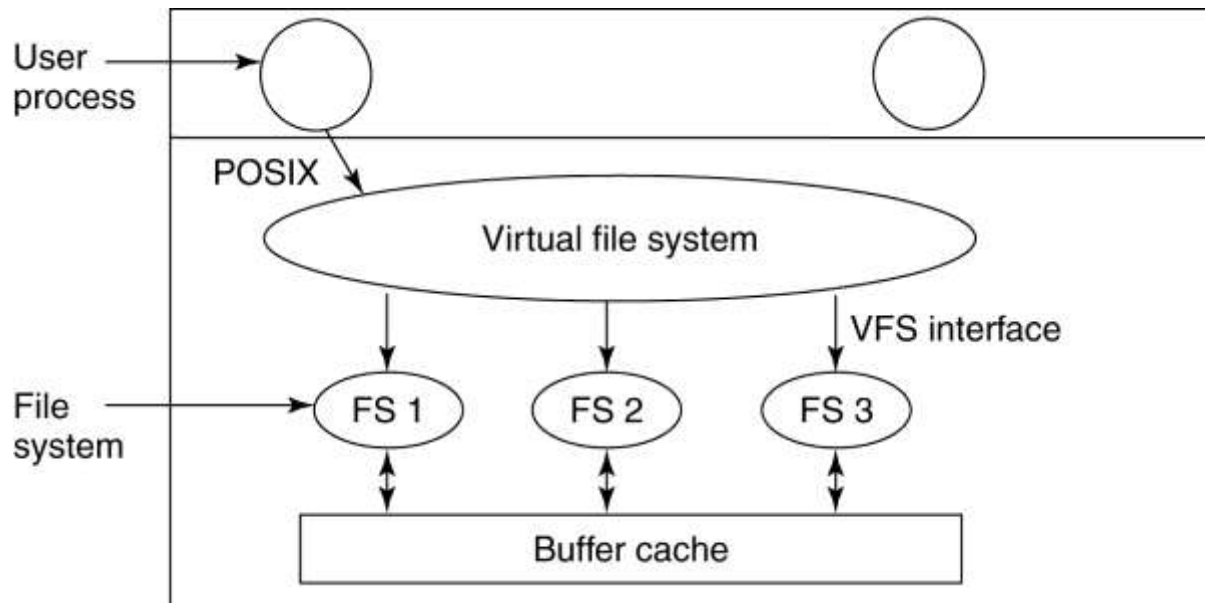 User
process
POSIX
Virtual file system
VFS interface
File
system
FS 1
FS 2
FS 3
Buffer cache